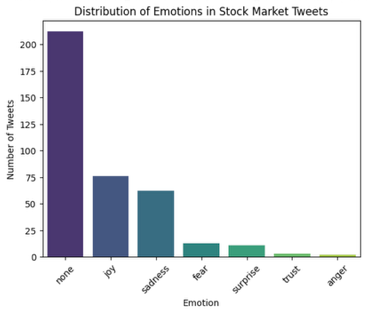 Distribution of Emotions in Stock Market Tweets
Number of Tweets
200
175
150
125
100
75
50
25
0
none
joy
sadness
fear
surprise
trust
anger
Emotion